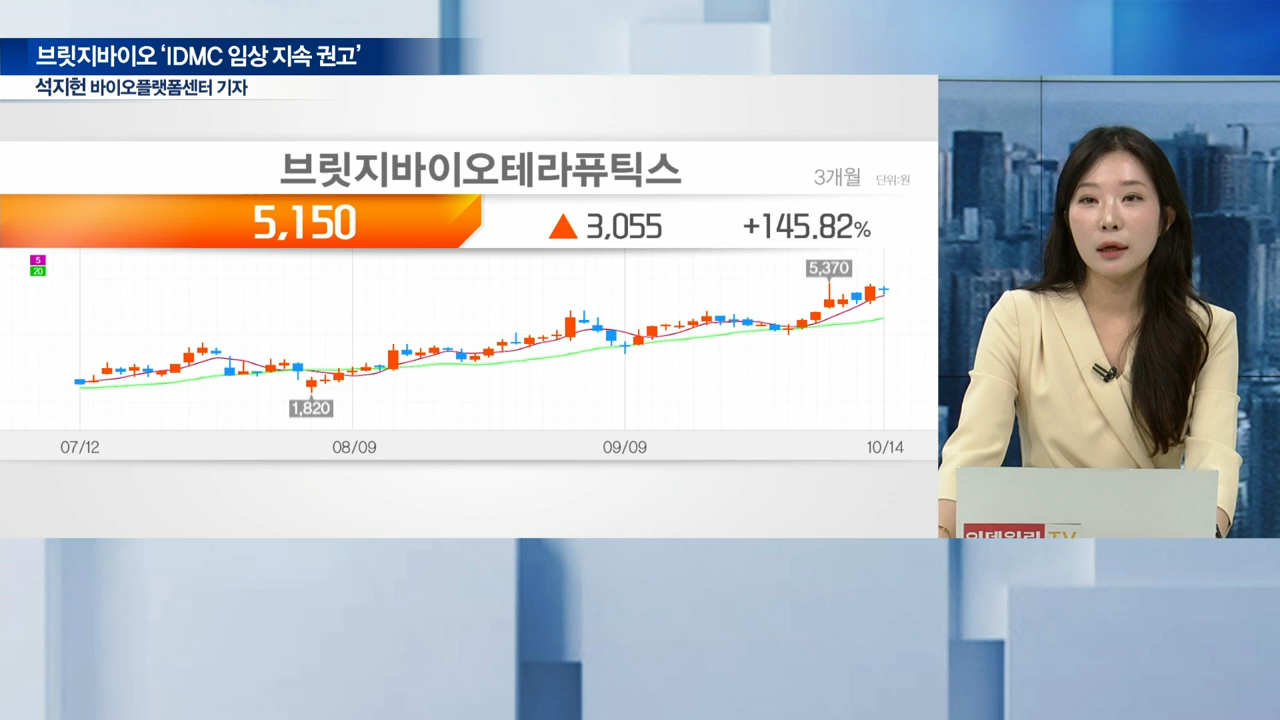 브릿지바이오 ‘IDMC 임상 지속 권고’
석지헌 바이오플랫폼센터 기자
브릿지바이오테라퓨틱스
3개월 단위:원
5,150 ▲ 3,055 +145.82%
5
20
5,370
1,820
07/12 08/09 09/09 10/14
TV